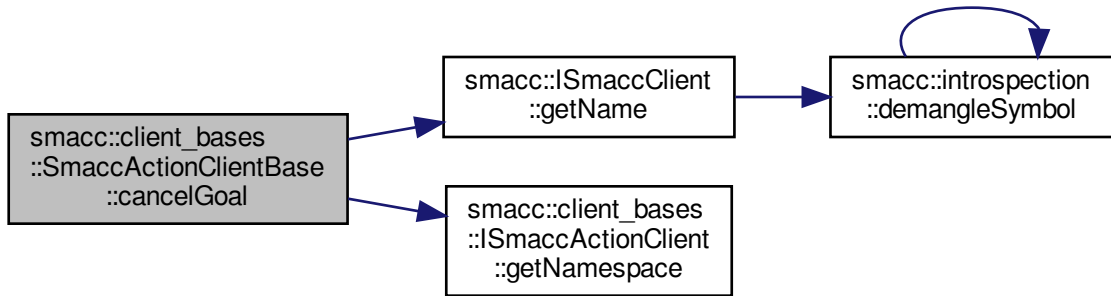 smacc::client_bases
::SmaccActionClientBase
::cancelGoal
smacc::ISmaccClient
::getName
smacc::introspection
::demangleSymbol
smacc::client_bases
::ISmaccActionClient
::getNamespace